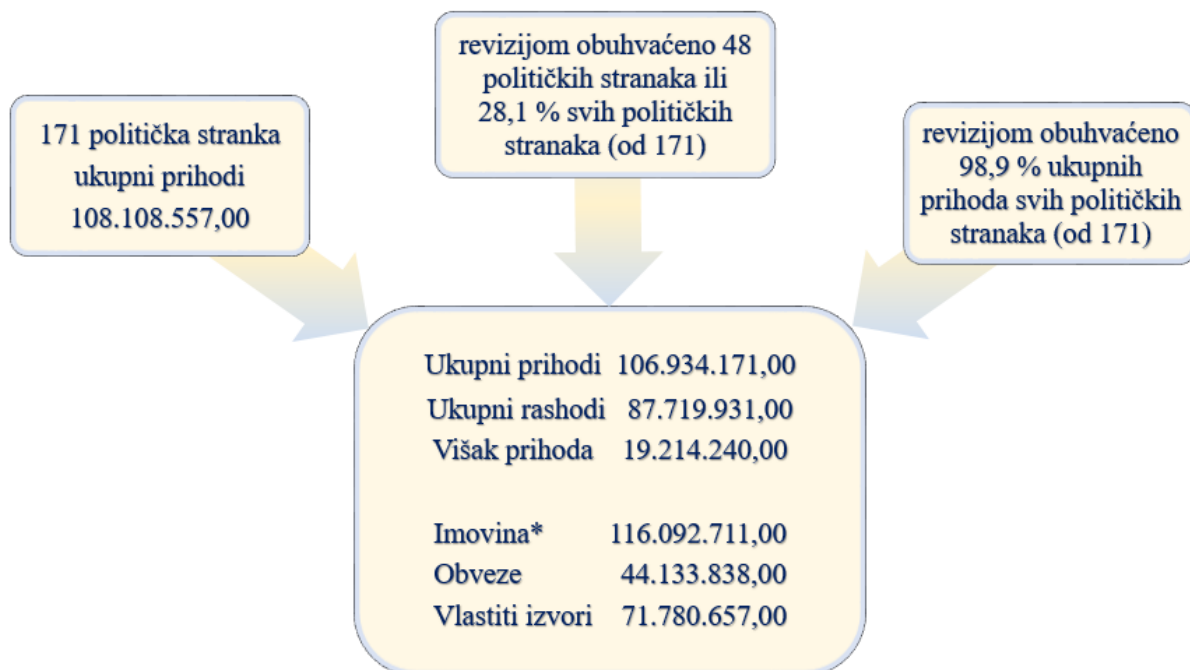 171 politička stranka
ukupni prihodi
108.108.557,00
revizijom obuhvaćeno 48
političkih stranaka ili
28,1 % svih političkih
stranaka (od 171)
revizijom obuhvaćeno
98,9 % ukupnih
prihoda svih političkih
stranaka (od 171)
Ukupni prihodi 106.934.171,00
Ukupni rashodi 87.719.931,00
Višak prihoda 19.214.240,00
Imovina* 116.092.711,00
Obveze 44.133.838,00
Vlastiti izvori 71.780.657,00